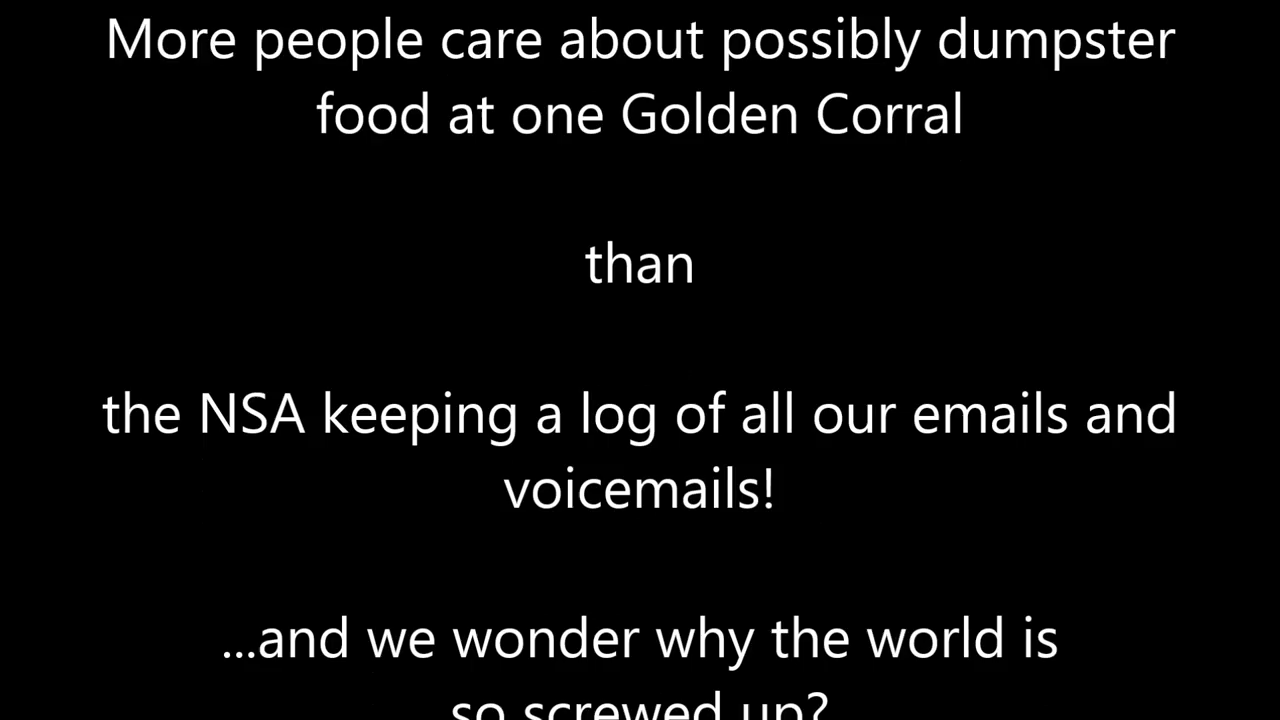 More people care about possibly dumpster
food at one Golden Corral
than
the NSA keeping a log of all our emails and
voicemails!
...and we wonder why the world is
so screwed up?